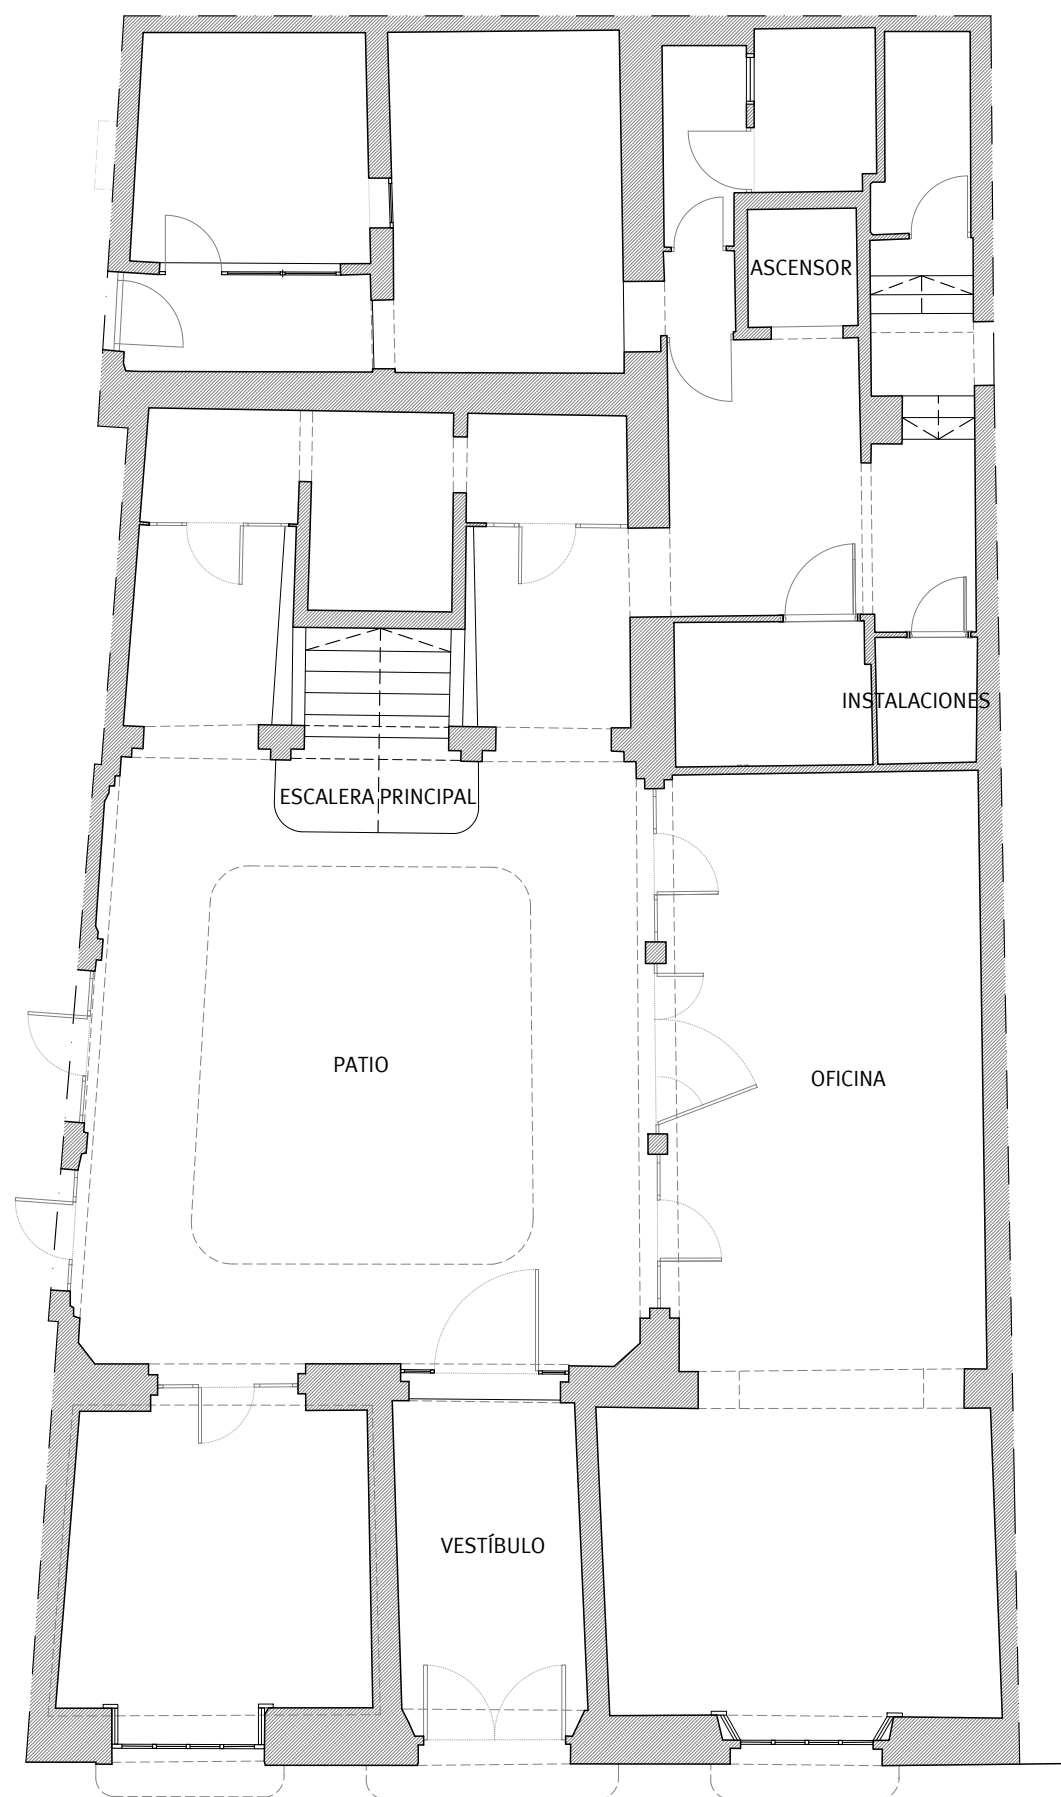 ASCENSOR
INSTALACIONES
ESCALERA PRINCIPAL
PATIO
OFICINA
VESTÍBULO